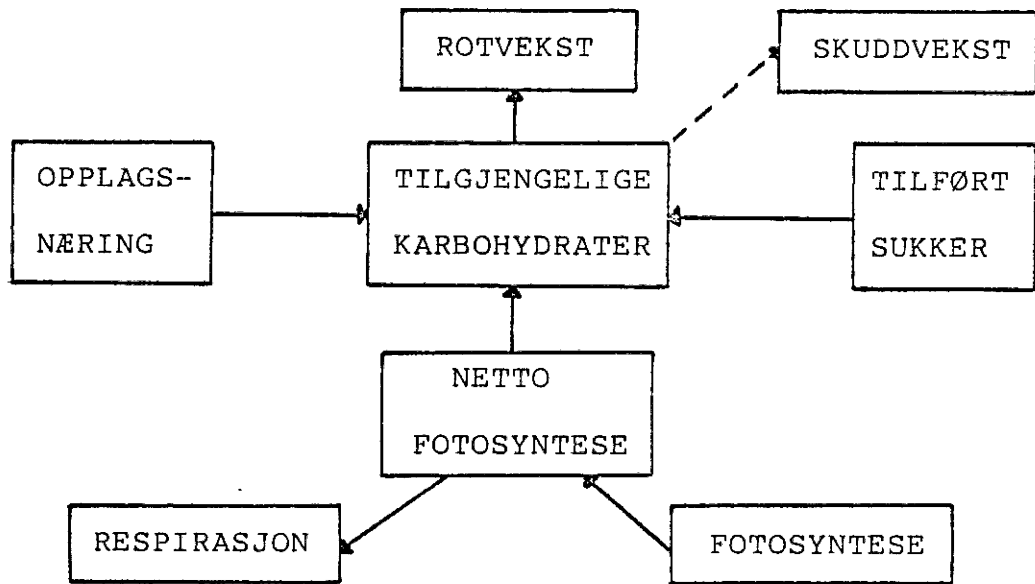 ROTVEKST
SKUDDVEKST
OPPLAGS-
NÆRING
TILGJENGELIGE
KARBOHYDRATER
TILFØRT
SUKKER
NETTO
FOTOSYNTESE
RESPIRASJON
FOTOSYNTESE